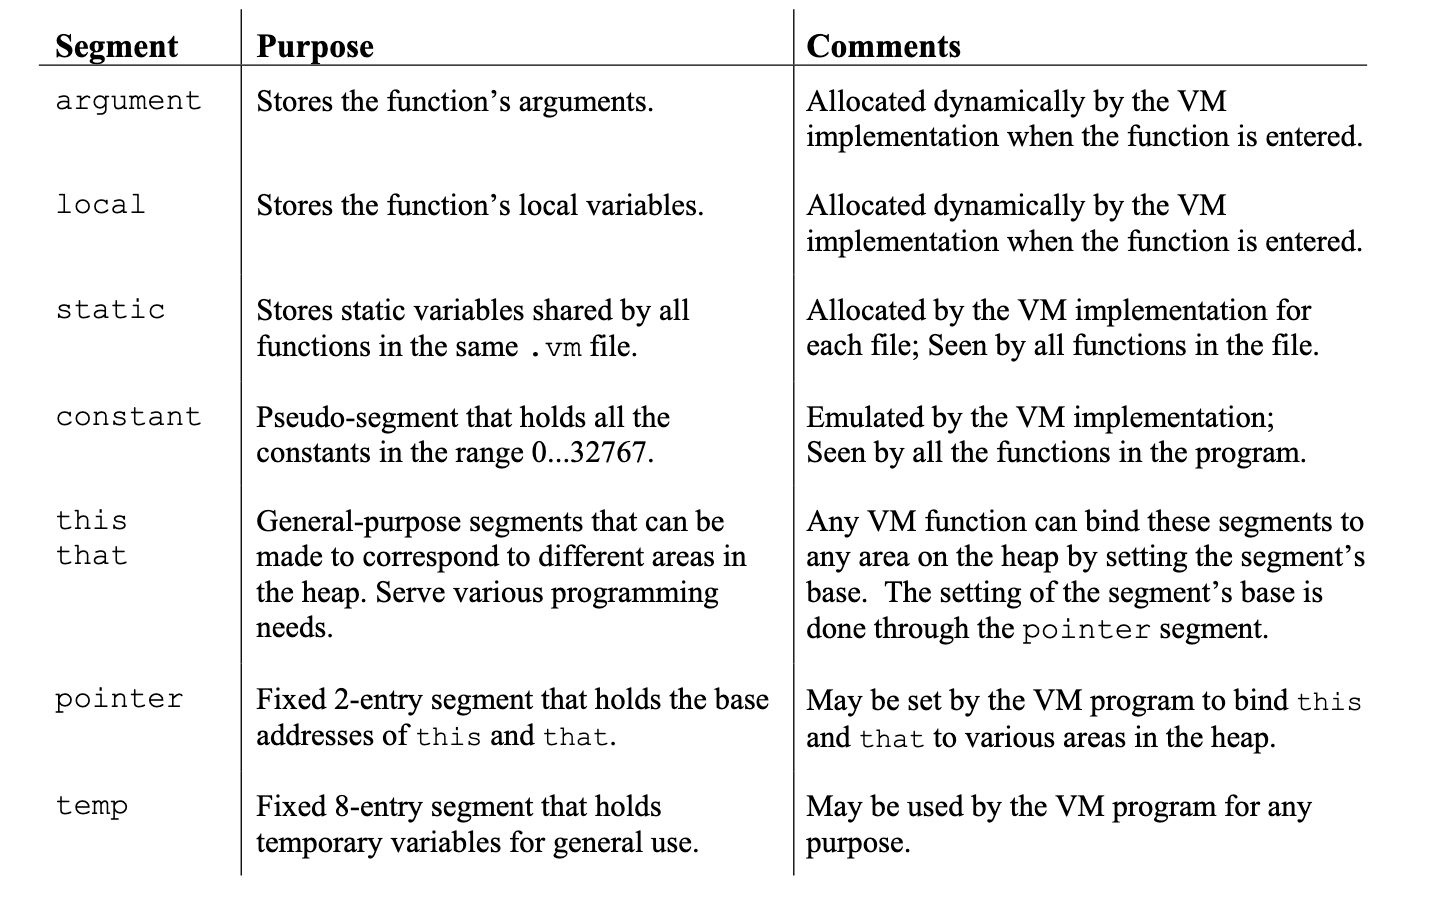 Segment Purpose Comments
argument Stores the function’s arguments. Allocated dynamically by the VM
implementation when the function is entered.
local Stores the function’s local variables. Allocated dynamically by the VM
implementation when the function is entered.
static Stores static variables shared by all Allocated by the VM implementation for
functions in the same .vm file. each file; Seen by all functions in the file.
constant Pseudo-segment that holds all the Emulated by the VM implementation;
constants in the range 0...32767. Seen by all the functions in the program.
this General-purpose segments that can be Any VM function can bind these segments to
that made to correspond to different areas in any area on the heap by setting the segment’s
the heap. Serve various programming base.  The setting of the segment’s base is
needs. done through the pointer segment.
pointer Fixed 2-entry segment that holds the base May be set by the VM program to bind this
addresses of this and that. and that to various areas in the heap.
temp Fixed 8-entry segment that holds May be used by the VM program for any
temporary variables for general use. purpose.